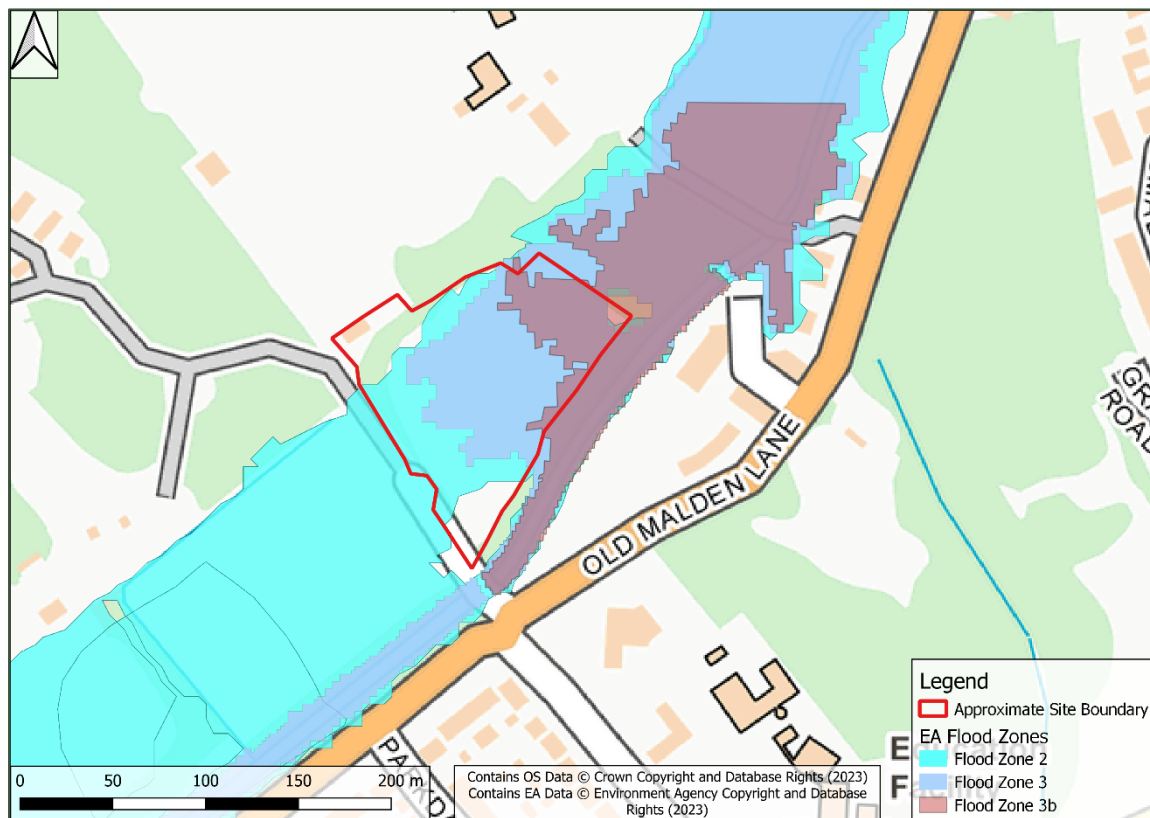 OLD MALDEN LANE
ROAD
Legend
Approximate Site Boundary
EA Flood Zones
Flood Zone 2
Flood Zone 3
Flood Zone 3b
0 50 100 150 200 m
Contains OS Data © Crown Copyright and Database Rights (2023)
Contains EA Data © Environment Agency Copyright and Database
Rights (2023)